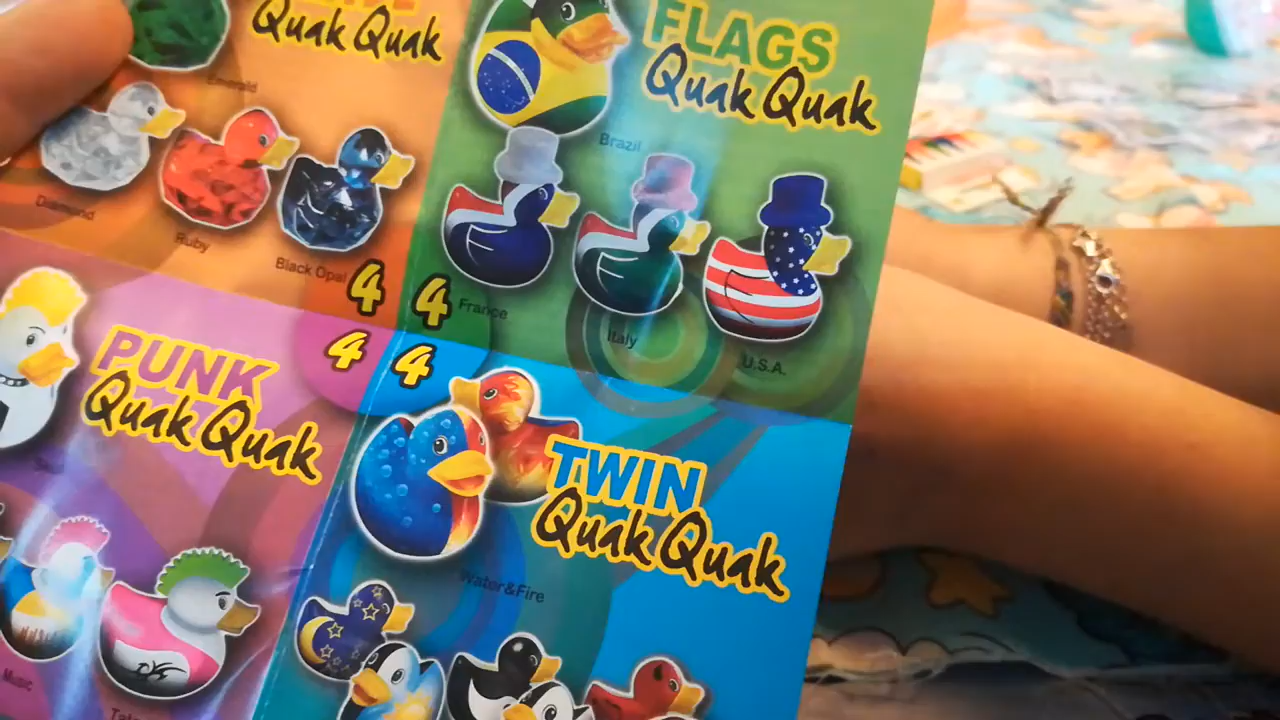 Quak Quak
Emerald
Diamond
Ruby
Black Opal
4
FLAGS
Quak Quak
Brazil
France
Italy
U.S.A.
4
PUNK
Quak Quak
Music
4
TWIN
Quak Quak
Water&Fire
4